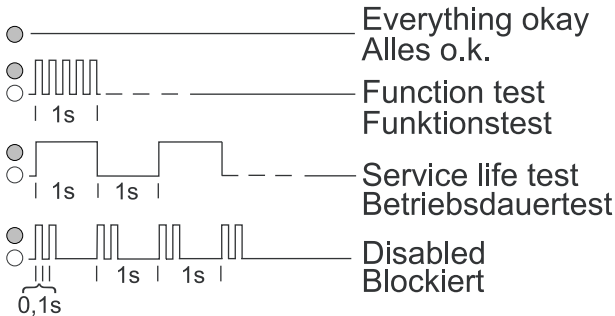 Everything okay
Alles o.k.
Function test
1s
Funktionstest
Service life test
1s 1s
Betriebsdauertest
Disabled
1s 1s
Blockiert
0,1s